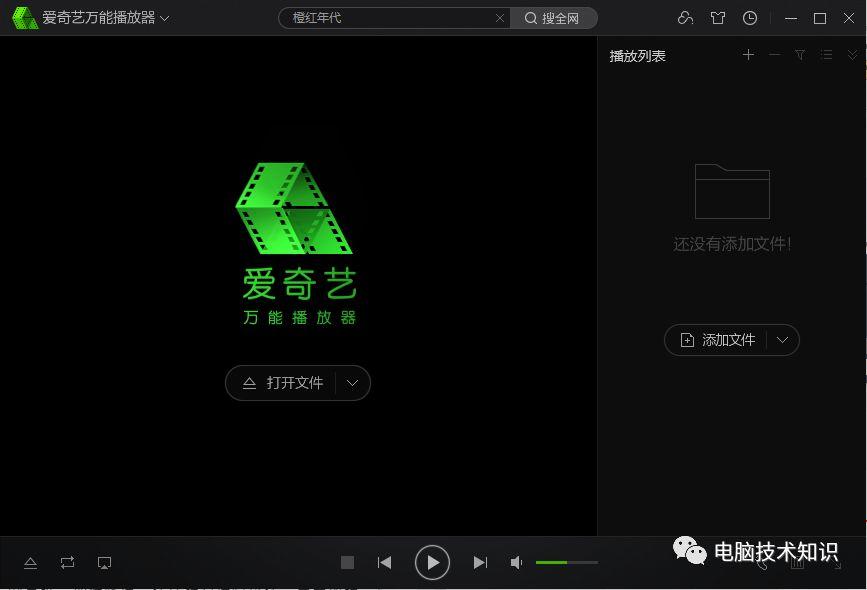 爱奇艺万能播放器
橙红年代
搜全网
播放列表
爱奇艺
万能播放器
还没有添加文件!
打开文件
添加文件
电脑技术知识